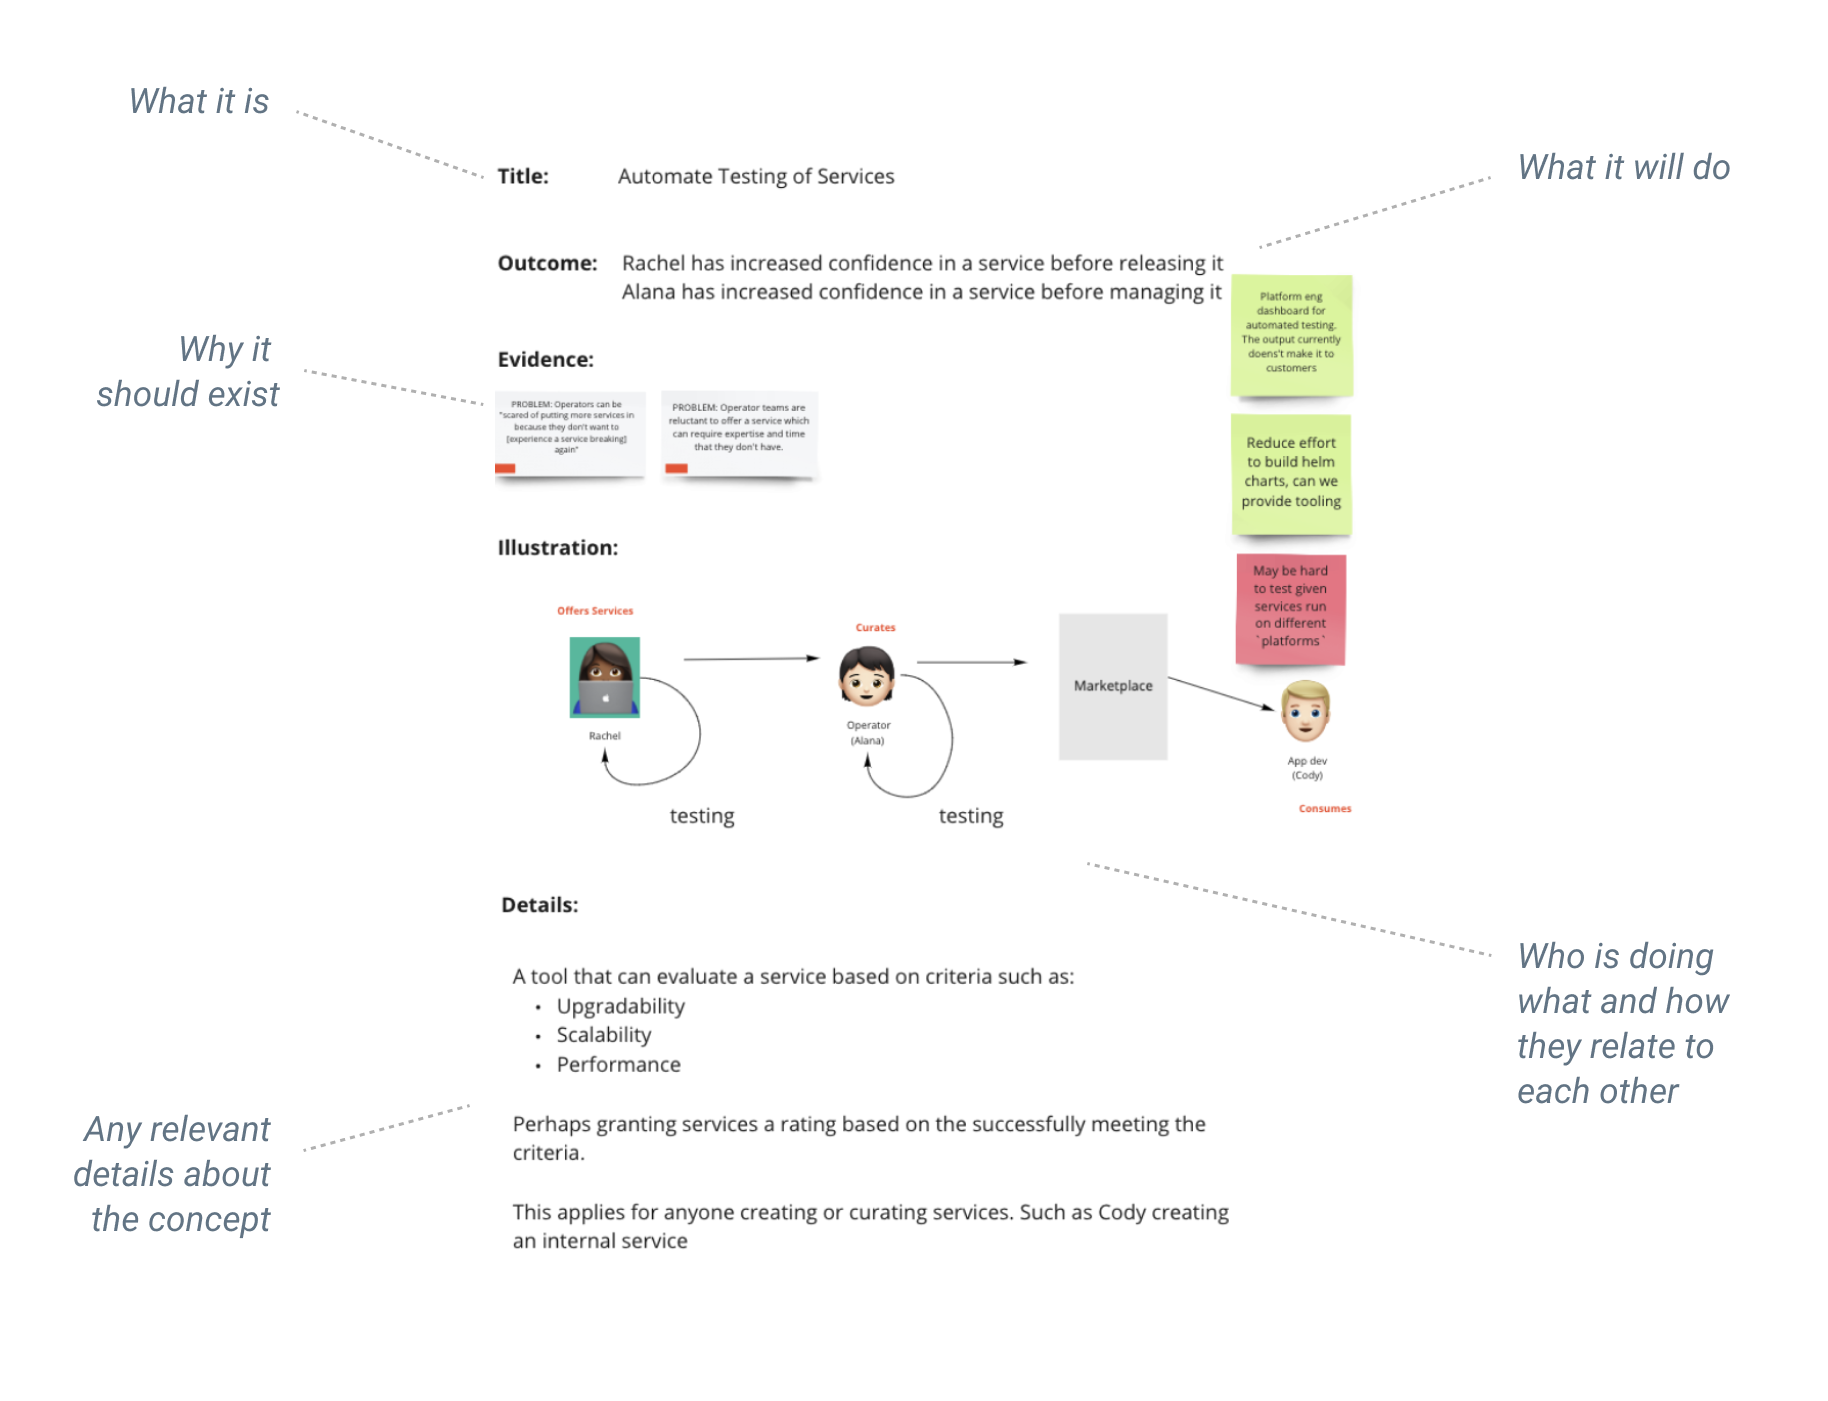 What it is
Title: Automate Testing of Services
What it will do
Outcome: Rachel has increased confidence in a service before releasing it
Alana has increased confidence in a service before managing it
Platform eng
dashboard for
automated testing.
The output currently
doens't make it to
customers
Why it
should exist
Evidence:
PROBLEM: Operators can be
"scared of putting more services in
because they don't want to
[experience a service breaking]
again"
PROBLEM: Operator teams are
reluctant to offer a service which
can require expertise and time
that they don't have.
Reduce effort
to build helm
charts, can we
provide tooling
Illustration:
May be hard
to test given
services run
on different
`platforms`
Offers Services
Rachel
testing
Curates
Operator
(Alana)
testing
Marketplace
App dev
(Cody)
Consumes
Who is doing
what and how
they relate to
each other
Details:
A tool that can evaluate a service based on criteria such as:
• Upgradability
• Scalability
• Performance
Any relevant
details about
the concept
Perhaps granting services a rating based on the successfully meeting the
criteria.
This applies for anyone creating or curating services. Such as Cody creating
an internal service